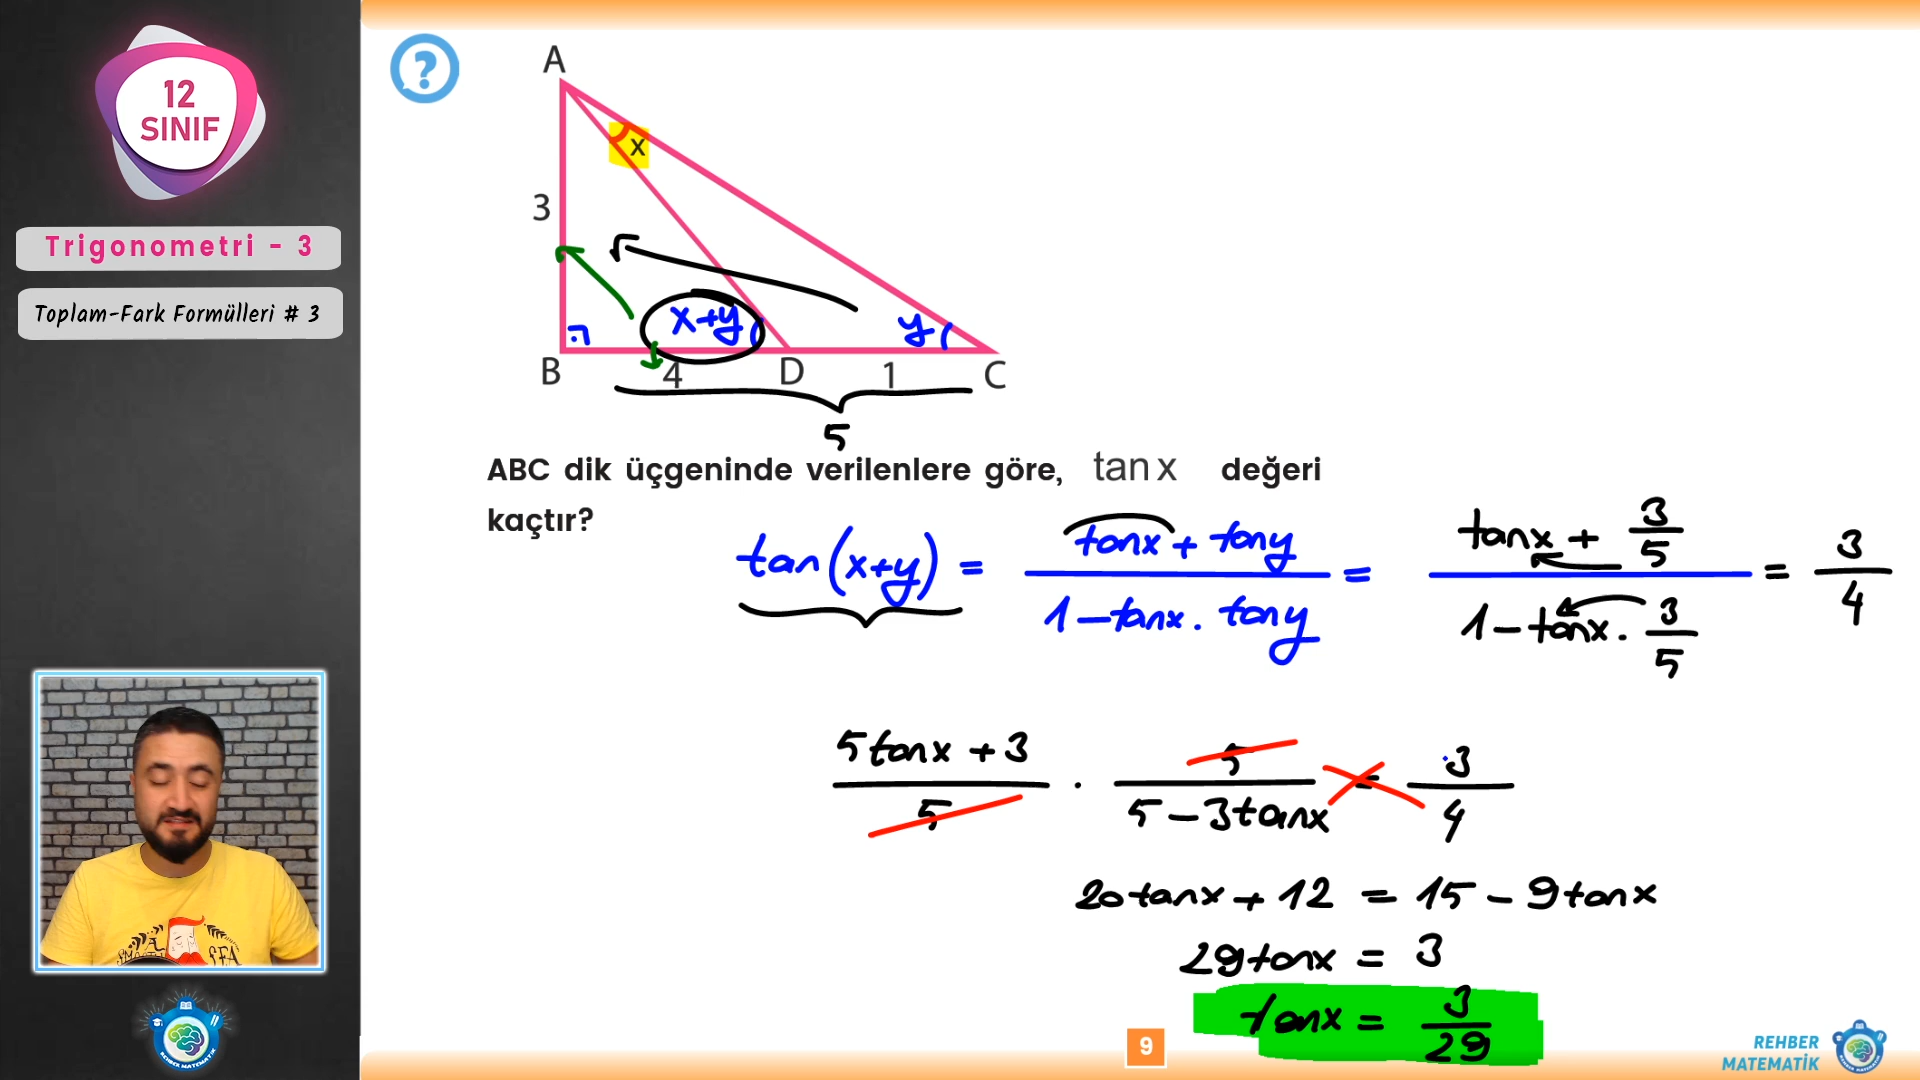 12
SINIF
Trigonometri - 3
Toplam-Fark Formülleri # 3
?
A
x
3
x+y
y
B
4
D
1
C
5
ABC dik üçgeninde verilenlere göre, tan x değeri
kaçtır?
tan(x+y) = (tanx + tany) / (1 - tanx . tany) = (tanx + 3/5) / (1 - tanx . 3/5) = 3/4
(5tanx + 3) / 5 . 5 / (5 - 3tanx) = 3/4
20tanx + 12 = 15 - 9tanx
29tanx = 3
tanx = 3/29
9
REHBER
MATEMATİK